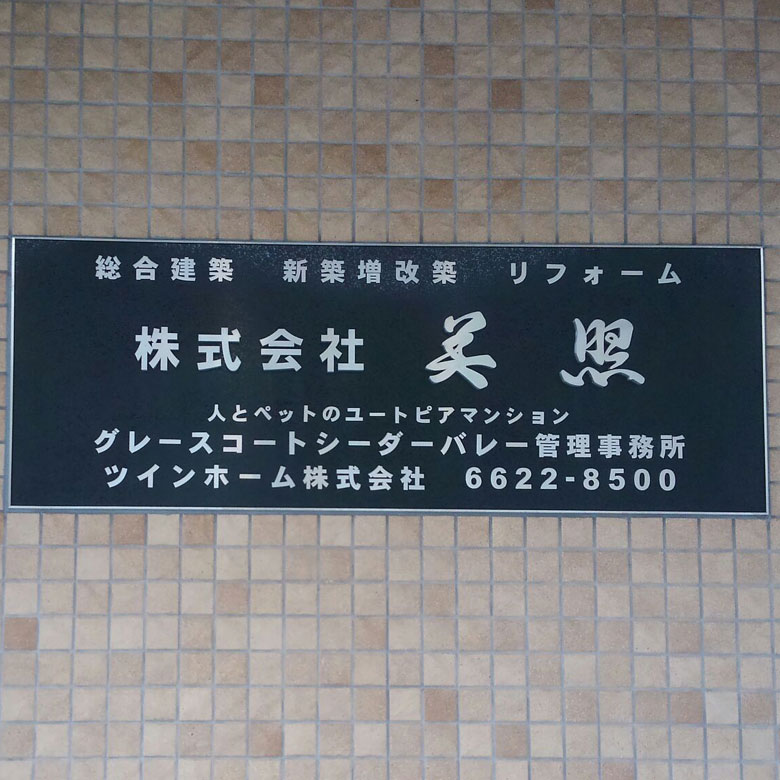 総合建築　新築増改築　リフォーム
株式会社　美照
人とペットのユートピアマンション
グレースコートシーダーバレー管理事務所
ツインホーム株式会社　6622-8500